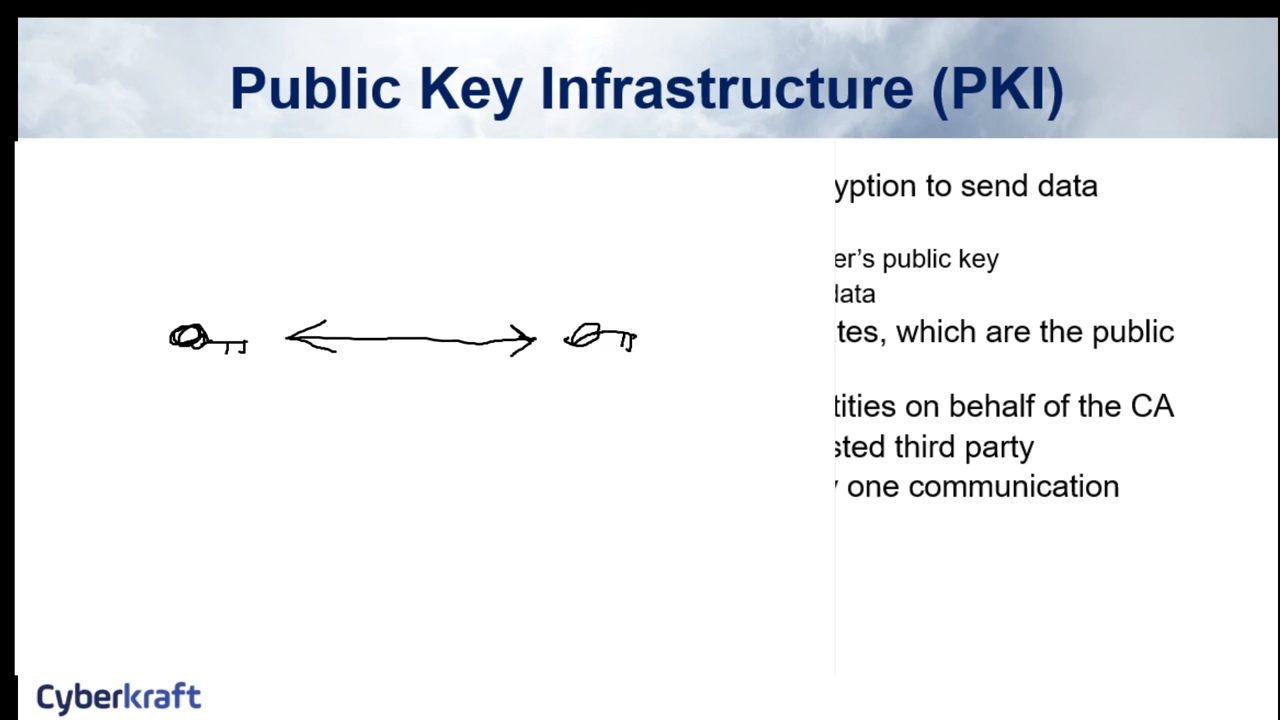 Public Key Infrastructure (PKI)
yption to send data
er’s public key
data
tes, which are the public
tities on behalf of the CA
sted third party
one communication
Cyberkraft